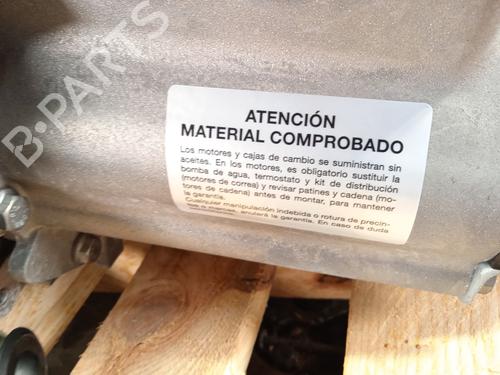 B-PARTS
ATENCIÓN
MATERIAL COMPROBADO
Los motores y cajas de cambio se suministran sin
aceites. En los motores, es obligatorio sustituir la
bomba de agua, termostato y kit de distribución
(motores de correa) y revisar patines y cadena (mo-
tores de cadena) antes de montar, para mantener
la garantía.
Cualquier manipulación indebida o rotura de precin-
tos o marcas, anulará la garantía. En caso de duda